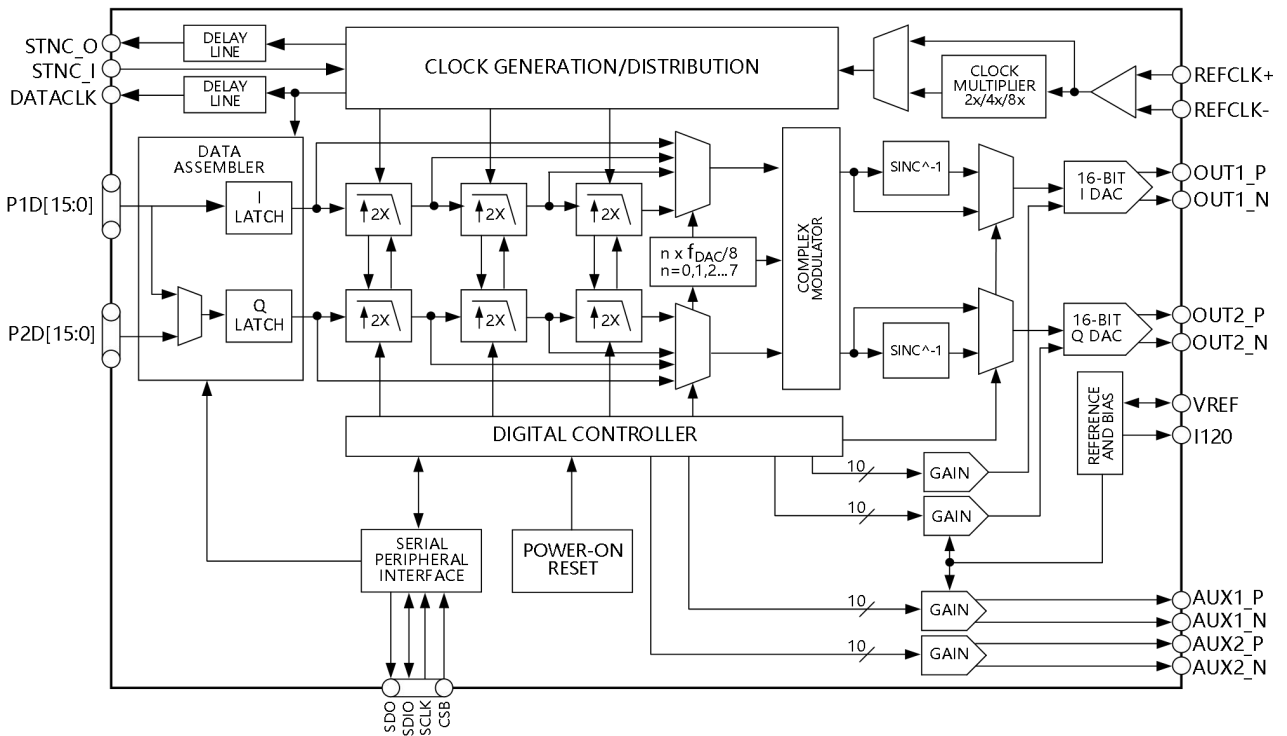 STNC_O
STNC_I
DATACLK
DELAY
LINE
DELAY
LINE
CLOCK GENERATION/DISTRIBUTION
CLOCK
MULTIPLIER
2x/4x/8x
REFCLK+
REFCLK-
DATA
ASSEMBLER
P1D[15:0]
I
LATCH
2X
2X
2X
n x fDAC/8
n=0,1,2...7
COMPLEX
MODULATOR
SINC^-1
16-BIT
I DAC
OUT1_P
OUT1_N
P2D[15:0]
Q
LATCH
2X
2X
2X
SINC^-1
16-BIT
Q DAC
OUT2_P
OUT2_N
DIGITAL CONTROLLER
REFERENCE
AND BIAS
VREF
I120
10
GAIN
10
GAIN
SERIAL
PERIPHERAL
INTERFACE
POWER-ON
RESET
10
GAIN
AUX1_P
AUX1_N
10
GAIN
AUX2_P
AUX2_N
SDO
SDIO
SCLK
CSB